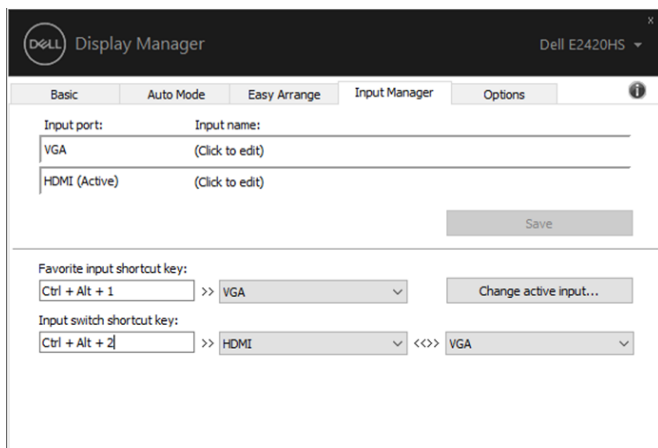 x
DELL Display Manager Dell E2420HS
Basic Auto Mode Easy Arrange Input Manager Options i
Input port: Input name:
VGA (Click to edit)
HDMI (Active) (Click to edit)
Save
Favorite input shortcut key:
Ctrl + Alt + 1 >> VGA Change active input...
Input switch shortcut key:
Ctrl + Alt + 2 >> HDMI <<>> VGA